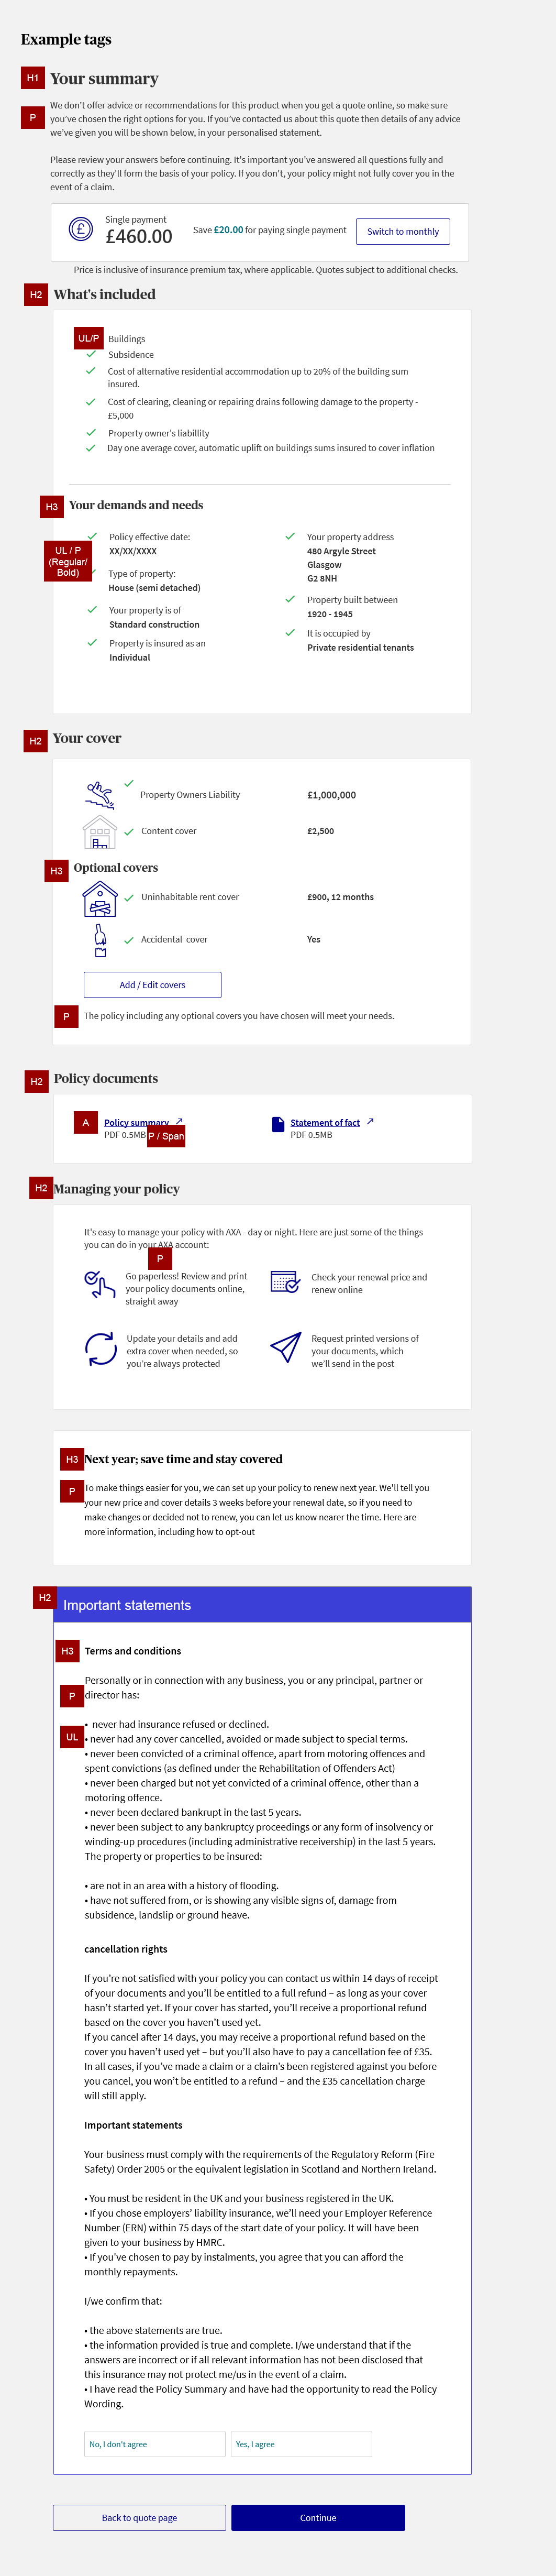 Example tags
H1
Your summary
P
We don't offer advice or recommendations for this product when you get a quote online, so make sure
you've chosen the right options for you. If you've contacted us about this quote then details of any advice
we've given you will be shown below, in your personalised statement.
Please review your answers before continuing. It's important you've answered all questions fully and
correctly as they'll form the basis of your policy. If you don't, your policy might not fully cover you in the
event of a claim.
Single payment
£460.00
Save £20.00 for paying single payment
Switch to monthly
Price is inclusive of insurance premium tax, where applicable. Quotes subject to additional checks.
H2
What's included
UL/P
Buildings
Subsidence
Cost of alternative residential accommodation up to 20% of the building sum
insured.
Cost of clearing, cleaning or repairing drains following damage to the property -
£5,000
Property owner's liabillity
Day one average cover, automatic uplift on buildings sums insured to cover inflation
H3
Your demands and needs
UL / P
(Regular/
Bold)
Policy effective date:
XX/XX/XXXX
Type of property:
House (semi detached)
Your property is of
Standard construction
Property is insured as an
Individual
Your property address
480 Argyle Street
Glasgow
G2 8NH
Property built between
1920 - 1945
It is occupied by
Private residential tenants
H2
Your cover
Property Owners Liability
£1,000,000
Content cover
£2,500
H3
Optional covers
Uninhabitable rent cover
£900, 12 months
Accidental cover
Yes
Add / Edit covers
P
The policy including any optional covers you have chosen will meet your needs.
H2
Policy documents
A
Policy summary
PDF 0.5MB
P / Span
Statement of fact
PDF 0.5MB
H2
Managing your policy
It's easy to manage your policy with AXA - day or night. Here are just some of the things
you can do in your AXA account:
P
Go paperless! Review and print
your policy documents online,
straight away
Check your renewal price and
renew online
Update your details and add
extra cover when needed, so
you're always protected
Request printed versions of
your documents, which
we'll send in the post
H3
Next year; save time and stay covered
P
To make things easier for you, we can set up your policy to renew next year. We'll tell you
your new price and cover details 3 weeks before your renewal date, so if you need to
make changes or decided not to renew, you can let us know nearer the time. Here are
more information, including how to opt-out
H2
Important statements
H3
Terms and conditions
P
Personally or in connection with any business, you or any principal, partner or
director has:
UL
• never had insurance refused or declined.
• never had any cover cancelled, avoided or made subject to special terms.
• never been convicted of a criminal offence, apart from motoring offences and
spent convictions (as defined under the Rehabilitation of Offenders Act)
• never been charged but not yet convicted of a criminal offence, other than a
motoring offence.
• never been declared bankrupt in the last 5 years.
• never been subject to any bankruptcy proceedings or any form of insolvency or
winding-up procedures (including administrative receivership) in the last 5 years.
The property or properties to be insured:
• are not in an area with a history of flooding.
• have not suffered from, or is showing any visible signs of, damage from
subsidence, landslip or ground heave.
cancellation rights
If you're not satisfied with your policy you can contact us within 14 days of receipt
of your documents and you'll be entitled to a full refund – as long as your cover
hasn't started yet. If your cover has started, you'll receive a proportional refund
based on the cover you haven't used yet.
If you cancel after 14 days, you may receive a proportional refund based on the
cover you haven't used yet – but you'll also have to pay a cancellation fee of £35.
In all cases, if you've made a claim or a claim's been registered against you before
you cancel, you won't be entitled to a refund – and the £35 cancellation charge
will still apply.
Important statements
Your business must comply with the requirements of the Regulatory Reform (Fire
Safety) Order 2005 or the equivalent legislation in Scotland and Northern Ireland.
• You must be resident in the UK and your business registered in the UK.
• If you chose employers' liability insurance, we'll need your Employer Reference
Number (ERN) within 75 days of the start date of your policy. It will have been
given to your business by HMRC.
• If you've chosen to pay by instalments, you agree that you can afford the
monthly repayments.
I/we confirm that:
• the above statements are true.
• the information provided is true and complete. I/we understand that if the
answers are incorrect or if all relevant information has not been disclosed that
this insurance may not protect me/us in the event of a claim.
• I have read the Policy Summary and have had the opportunity to read the Policy
Wording.
No, I don't agree
Yes, I agree
Back to quote page
Continue